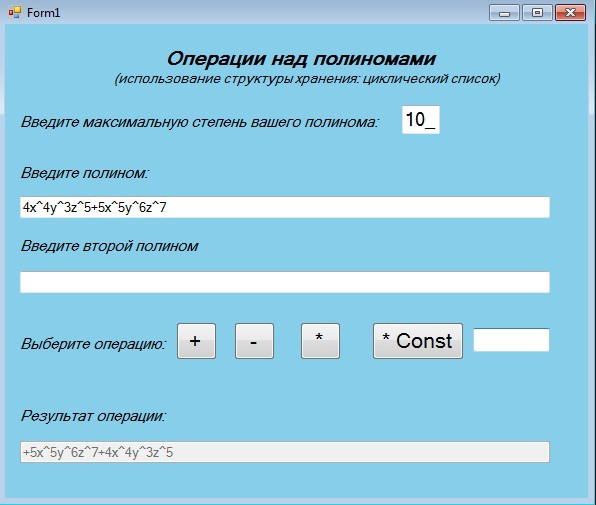 Form1
Операции над полиномами
(использование структуры хранения: циклический список)
Введите максимальную степень вашего полинома: 10_
Введите полином:
4x^4y^3z^5+5x^5y^6z^7
Введите второй полином
Выберите операцию: + - * * Const
Результат операции:
+5x^5y^6z^7+4x^4y^3z^5